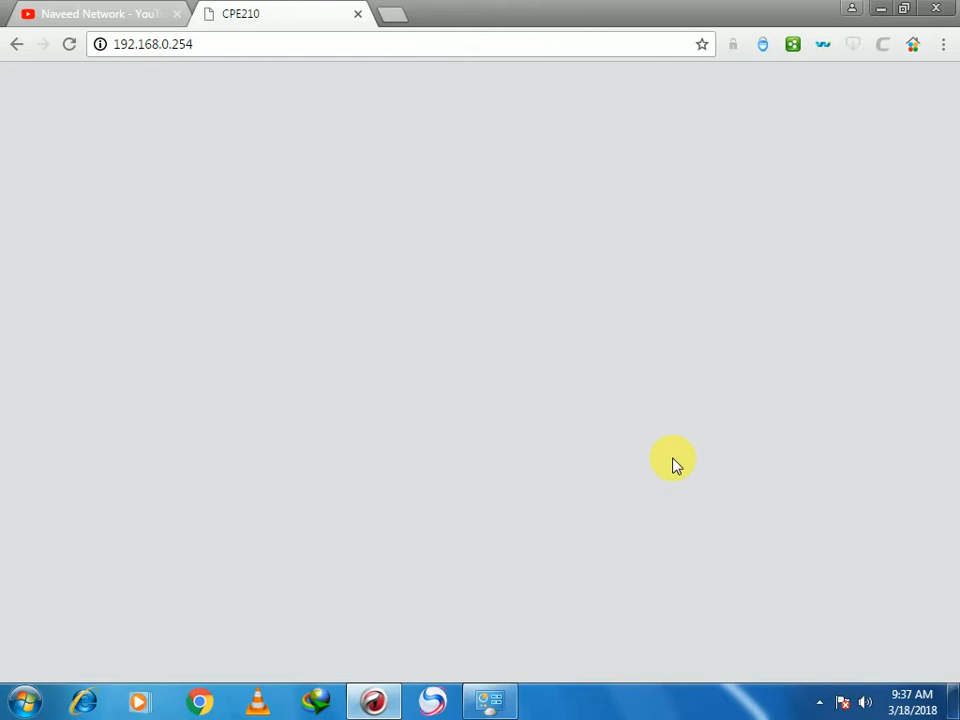 Naveed Network - YouTu
CPE210
192.168.0.254
9:37 AM
3/18/2018